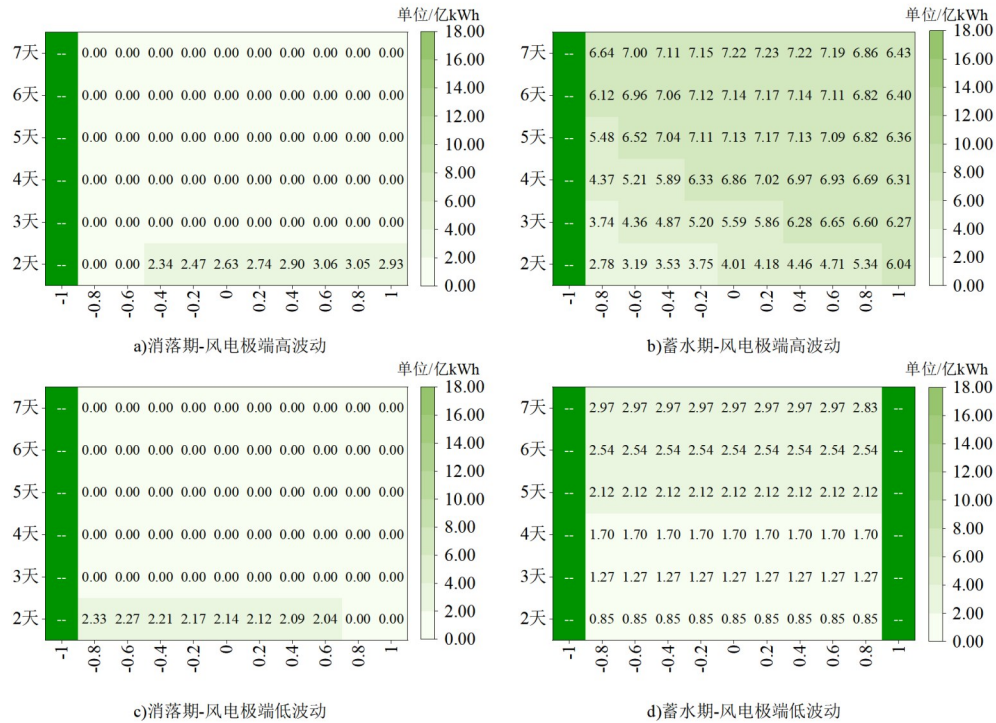 单位/亿kWh
7天 -- 0.00 0.00 0.00 0.00 0.00 0.00 0.00 0.00 0.00 0.00
6天 -- 0.00 0.00 0.00 0.00 0.00 0.00 0.00 0.00 0.00 0.00
5天 -- 0.00 0.00 0.00 0.00 0.00 0.00 0.00 0.00 0.00 0.00
4天 -- 0.00 0.00 0.00 0.00 0.00 0.00 0.00 0.00 0.00 0.00
3天 -- 0.00 0.00 0.00 0.00 0.00 0.00 0.00 0.00 0.00 0.00
2天 -- 0.00 0.00 2.34 2.47 2.63 2.74 2.90 3.06 3.05 2.93
-1 -0.8 -0.6 -0.4 -0.2 0 0.2 0.4 0.6 0.8 1
18.00
16.00
14.00
12.00
10.00
8.00
6.00
4.00
2.00
0.00
a)消落期-风电极端高波动
单位/亿kWh
7天 -- 6.64 7.00 7.11 7.15 7.22 7.23 7.22 7.19 6.86 6.43
6天 -- 6.12 6.96 7.06 7.12 7.14 7.17 7.14 7.11 6.82 6.40
5天 -- 5.48 6.52 7.04 7.11 7.13 7.17 7.13 7.09 6.82 6.36
4天 -- 4.37 5.21 5.89 6.33 6.86 7.02 6.97 6.93 6.69 6.31
3天 -- 3.74 4.36 4.87 5.20 5.59 5.86 6.28 6.65 6.60 6.27
2天 -- 2.78 3.19 3.53 3.75 4.01 4.18 4.46 4.71 5.34 6.04
-1 -0.8 -0.6 -0.4 -0.2 0 0.2 0.4 0.6 0.8 1
18.00
16.00
14.00
12.00
10.00
8.00
6.00
4.00
2.00
0.00
b)蓄水期-风电极端高波动
单位/亿kWh
7天 -- 0.00 0.00 0.00 0.00 0.00 0.00 0.00 0.00 0.00 0.00
6天 -- 0.00 0.00 0.00 0.00 0.00 0.00 0.00 0.00 0.00 0.00
5天 -- 0.00 0.00 0.00 0.00 0.00 0.00 0.00 0.00 0.00 0.00
4天 -- 0.00 0.00 0.00 0.00 0.00 0.00 0.00 0.00 0.00 0.00
3天 -- 0.00 0.00 0.00 0.00 0.00 0.00 0.00 0.00 0.00 0.00
2天 -- 2.33 2.27 2.21 2.17 2.14 2.12 2.09 2.04 0.00 0.00
-1 -0.8 -0.6 -0.4 -0.2 0 0.2 0.4 0.6 0.8 1
18.00
16.00
14.00
12.00
10.00
8.00
6.00
4.00
2.00
0.00
c)消落期-风电极端低波动
单位/亿kWh
7天 -- 2.97 2.97 2.97 2.97 2.97 2.97 2.97 2.97 2.83 --
6天 -- 2.54 2.54 2.54 2.54 2.54 2.54 2.54 2.54 2.54 --
5天 -- 2.12 2.12 2.12 2.12 2.12 2.12 2.12 2.12 2.12 --
4天 -- 1.70 1.70 1.70 1.70 1.70 1.70 1.70 1.70 1.70 --
3天 -- 1.27 1.27 1.27 1.27 1.27 1.27 1.27 1.27 1.27 --
2天 -- 0.85 0.85 0.85 0.85 0.85 0.85 0.85 0.85 0.85 --
-1 -0.8 -0.6 -0.4 -0.2 0 0.2 0.4 0.6 0.8 1
18.00
16.00
14.00
12.00
10.00
8.00
6.00
4.00
2.00
0.00
d)蓄水期-风电极端低波动